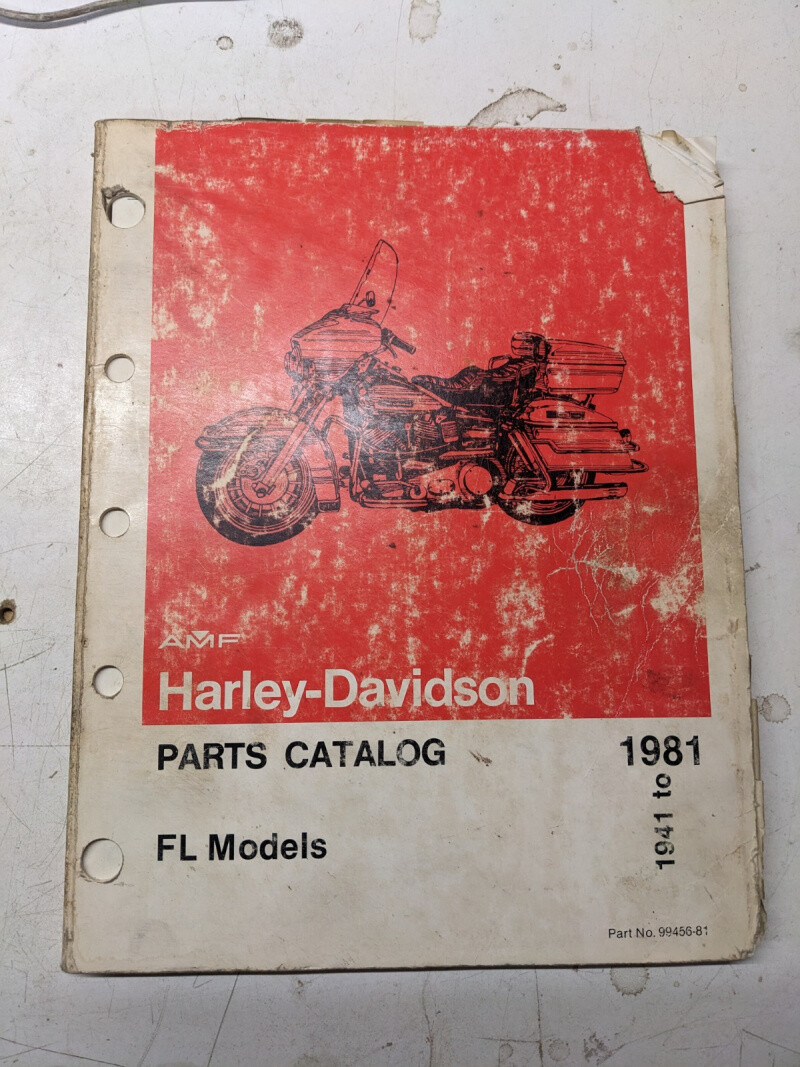 AMF
Harley-Davidson
PARTS CATALOG
1981
1941 to
FL Models
Part No. 99456-81